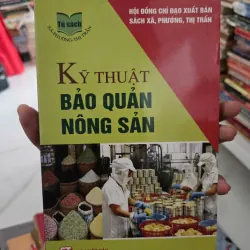 HỘI ĐỒNG CHỈ ĐẠO XUẤT BẢN
SÁCH XÃ, PHƯỜNG, THỊ TRẤN
Tủ sách
XÃ, PHƯỜNG, THỊ TRẤN
KỸ THUẬT
BẢO QUẢN
NÔNG SẢN